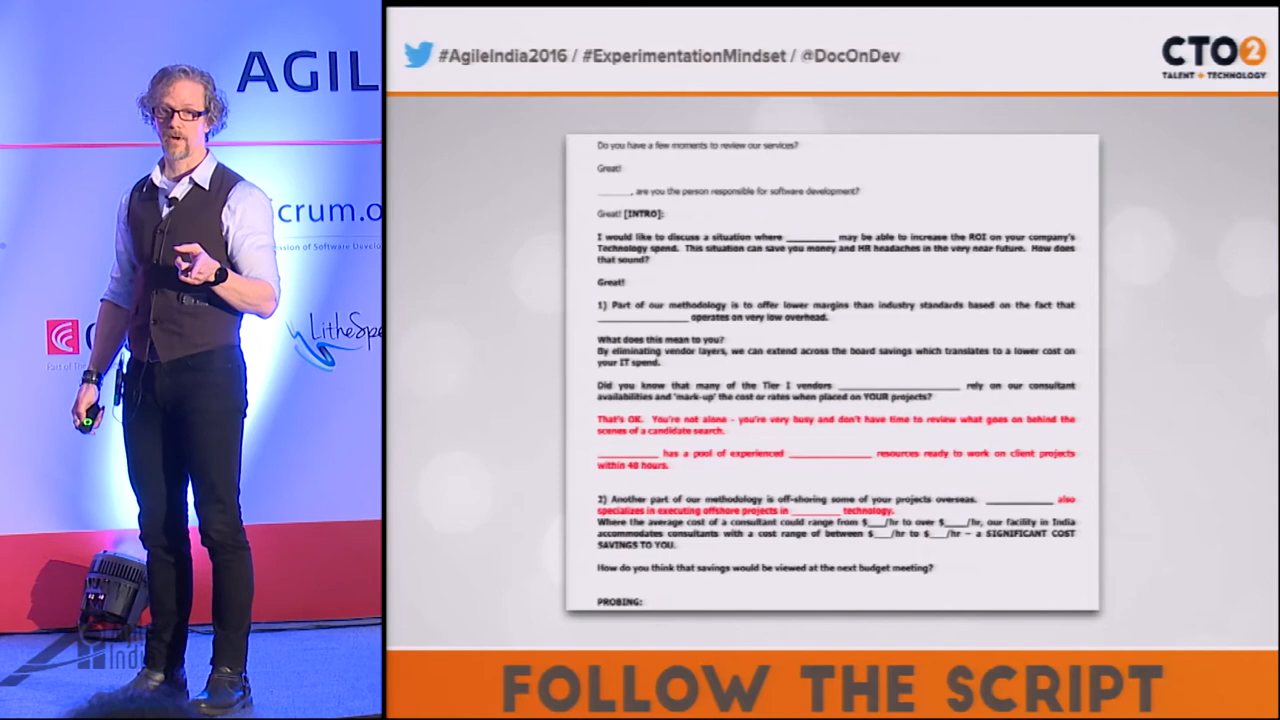 AGIL
crum.o
ssion of Software Develo
LitheSpe
Part of Th
Agile
India
#AgileIndia2016 / #ExperimentationMindset / @DocOnDev
CTO2
TALENT + TECHNOLOGY
Do you have a few moments to review our services?
Great!
_______, are you the person responsible for software development?
Great! [INTRO]:
I would like to discuss a situation where _________ may be able to increase the ROI on your company's
Technology spend. This situation can save you money and HR headaches in the very near future. How does
that sound?
Great!
1) Part of our methodology is to offer lower margins than industry standards based on the fact that
_________________ operates on very low overhead.
What does this mean to you?
By eliminating vendor layers, we can extend across the board savings which translates to a lower cost on
your IT spend.
Did you know that many of the Tier I vendors ______________________ rely on our consultant
availabilities and 'mark-up' the cost or rates when placed on YOUR projects?
That's OK. You're not alone – you're very busy and don't have time to review what goes on behind the
scenes of a candidate search.
___________ has a pool of experienced _______________ resources ready to work on client projects
within 48 hours.
2) Another part of our methodology is off-shoring some of your projects overseas. ____________ also
specializes in executing offshore projects in _________ technology.
Where the average cost of a consultant could range from $___/hr to over $____/hr, our facility in India
accommodates consultants with a cost range of between $___/hr to $___/hr – a SIGNIFICANT COST
SAVINGS TO YOU.
How do you think that savings would be viewed at the next budget meeting?
PROBING:
FOLLOW THE SCRIPT